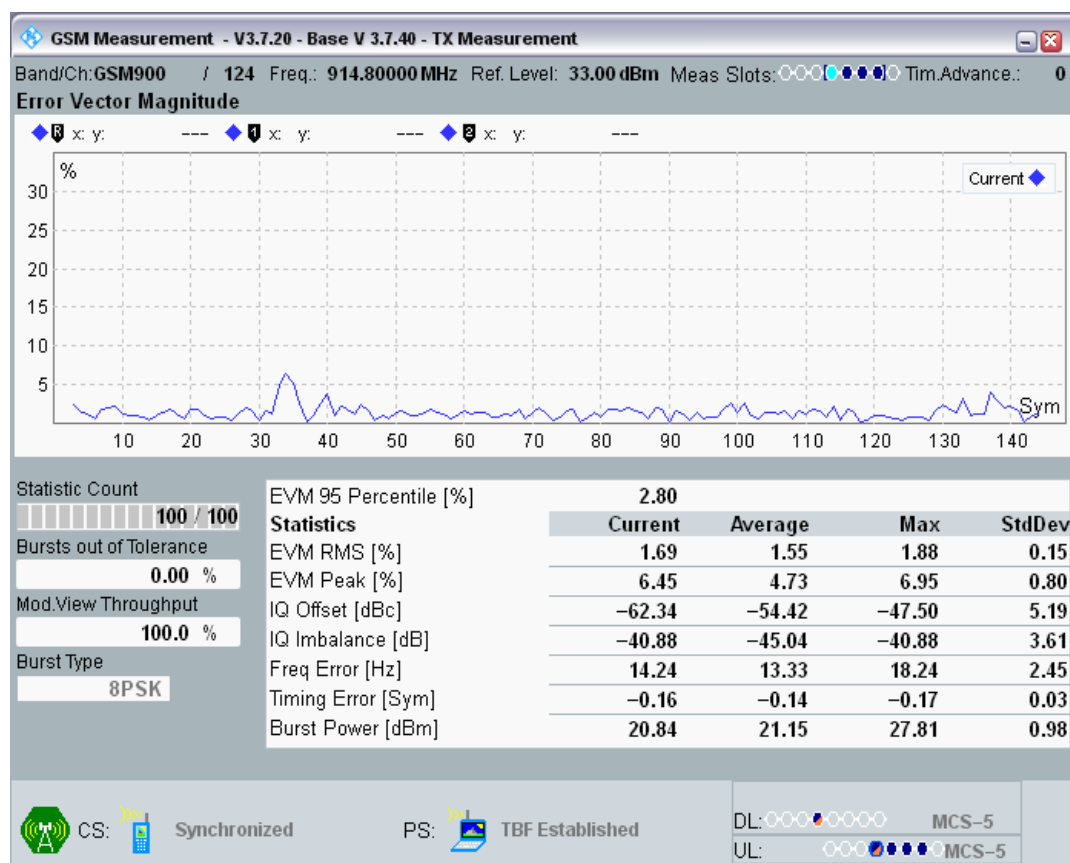 GSM Measurement - V3.7.20 - Base V 3.7.40 - TX Measurement
Band/Ch:GSM900 / 124 Freq.: 914.80000 MHz Ref. Level: 33.00 dBm Meas Slots: Tim.Advance.: 0
Error Vector Magnitude
R x: y: --- 1 x: y: --- 2 x: y: ---
%
Current
30
25
20
15
10
5
Sym
10 20 30 40 50 60 70 80 90 100 110 120 130 140
Statistic Count
100 / 100
Bursts out of Tolerance
0.00 %
Mod.View Throughput
100.0 %
Burst Type
8PSK
EVM 95 Percentile [%] 2.80
Statistics Current Average Max StdDev
EVM RMS [%] 1.69 1.55 1.88 0.15
EVM Peak [%] 6.45 4.73 6.95 0.80
IQ Offset [dBc] −62.34 −54.42 −47.50 5.19
IQ Imbalance [dB] −40.88 −45.04 −40.88 3.61
Freq Error [Hz] 14.24 13.33 18.24 2.45
Timing Error [Sym] −0.16 −0.14 −0.17 0.03
Burst Power [dBm] 20.84 21.15 27.81 0.98
CS: Synchronized PS: TBF Established
DL: MCS−5
UL: MCS−5